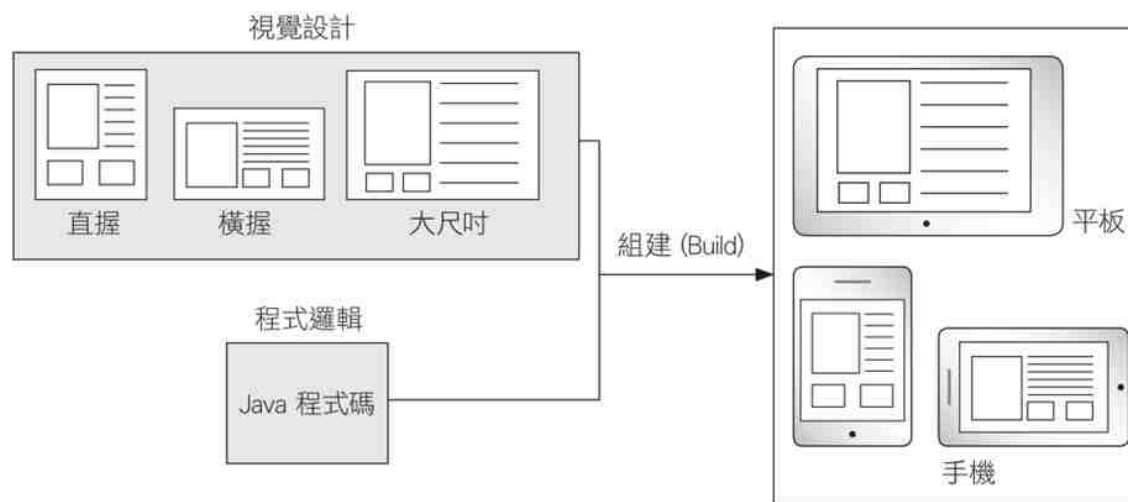 視覺設計
直握
橫握
大尺吋
程式邏輯
Java 程式碼
組建 (Build)
平板
手機